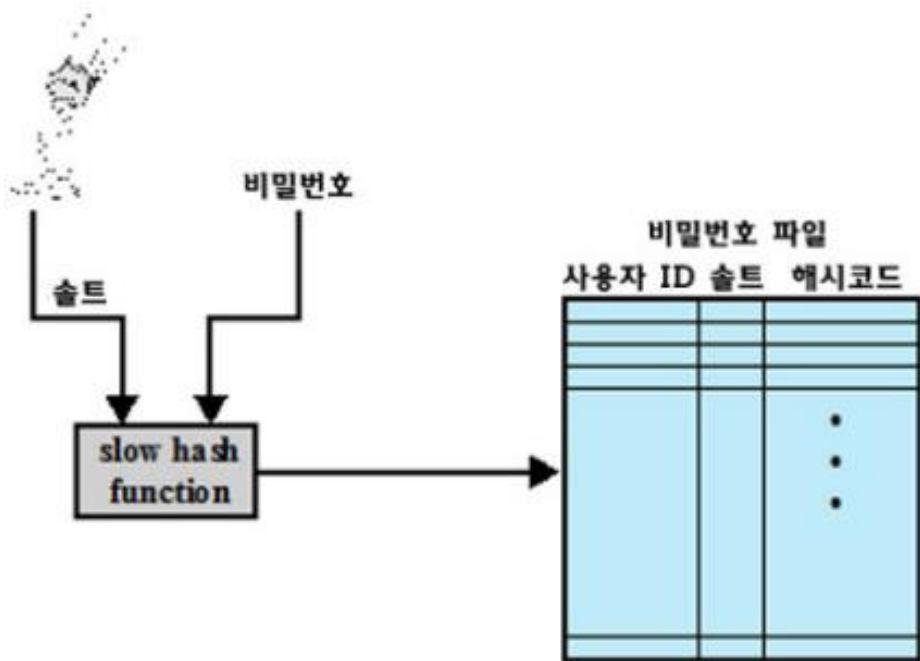 비밀번호
솔트
slow hash
function
비밀번호 파일
사용자 ID 솔트 해시코드